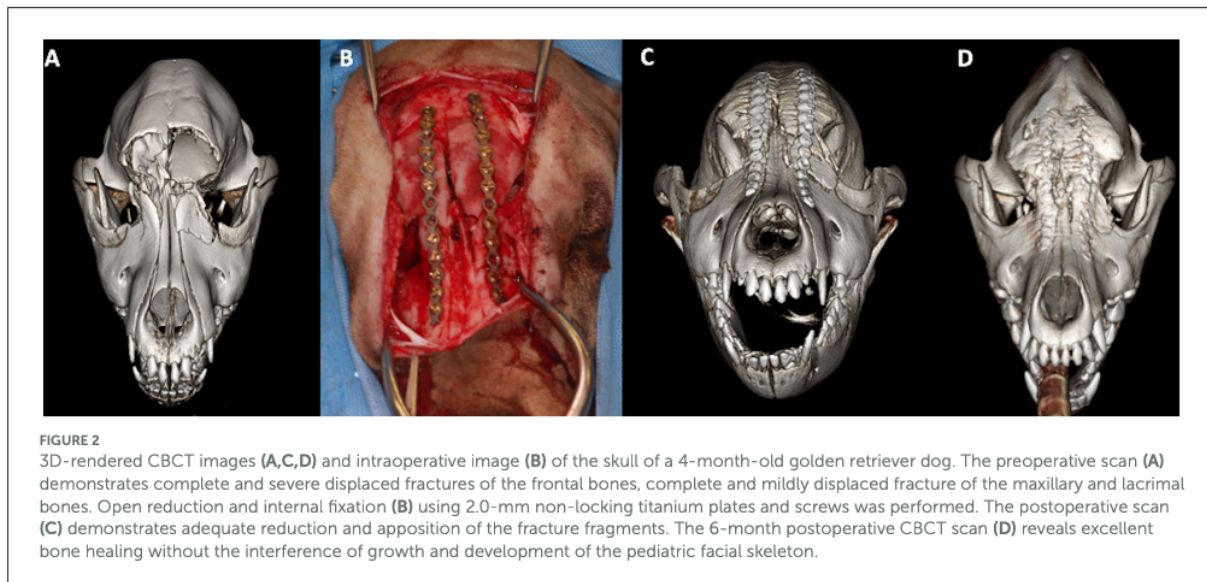 A B C D
FIGURE 2
3D-rendered CBCT images (A,C,D) and intraoperative image (B) of the skull of a 4-month-old golden retriever dog. The preoperative scan (A)
demonstrates complete and severe displaced fractures of the frontal bones, complete and mildly displaced fracture of the maxillary and lacrimal
bones. Open reduction and internal fixation (B) using 2.0-mm non-locking titanium plates and screws was performed. The postoperative scan
(C) demonstrates adequate reduction and apposition of the fracture fragments. The 6-month postoperative CBCT scan (D) reveals excellent
bone healing without the interference of growth and development of the pediatric facial skeleton.